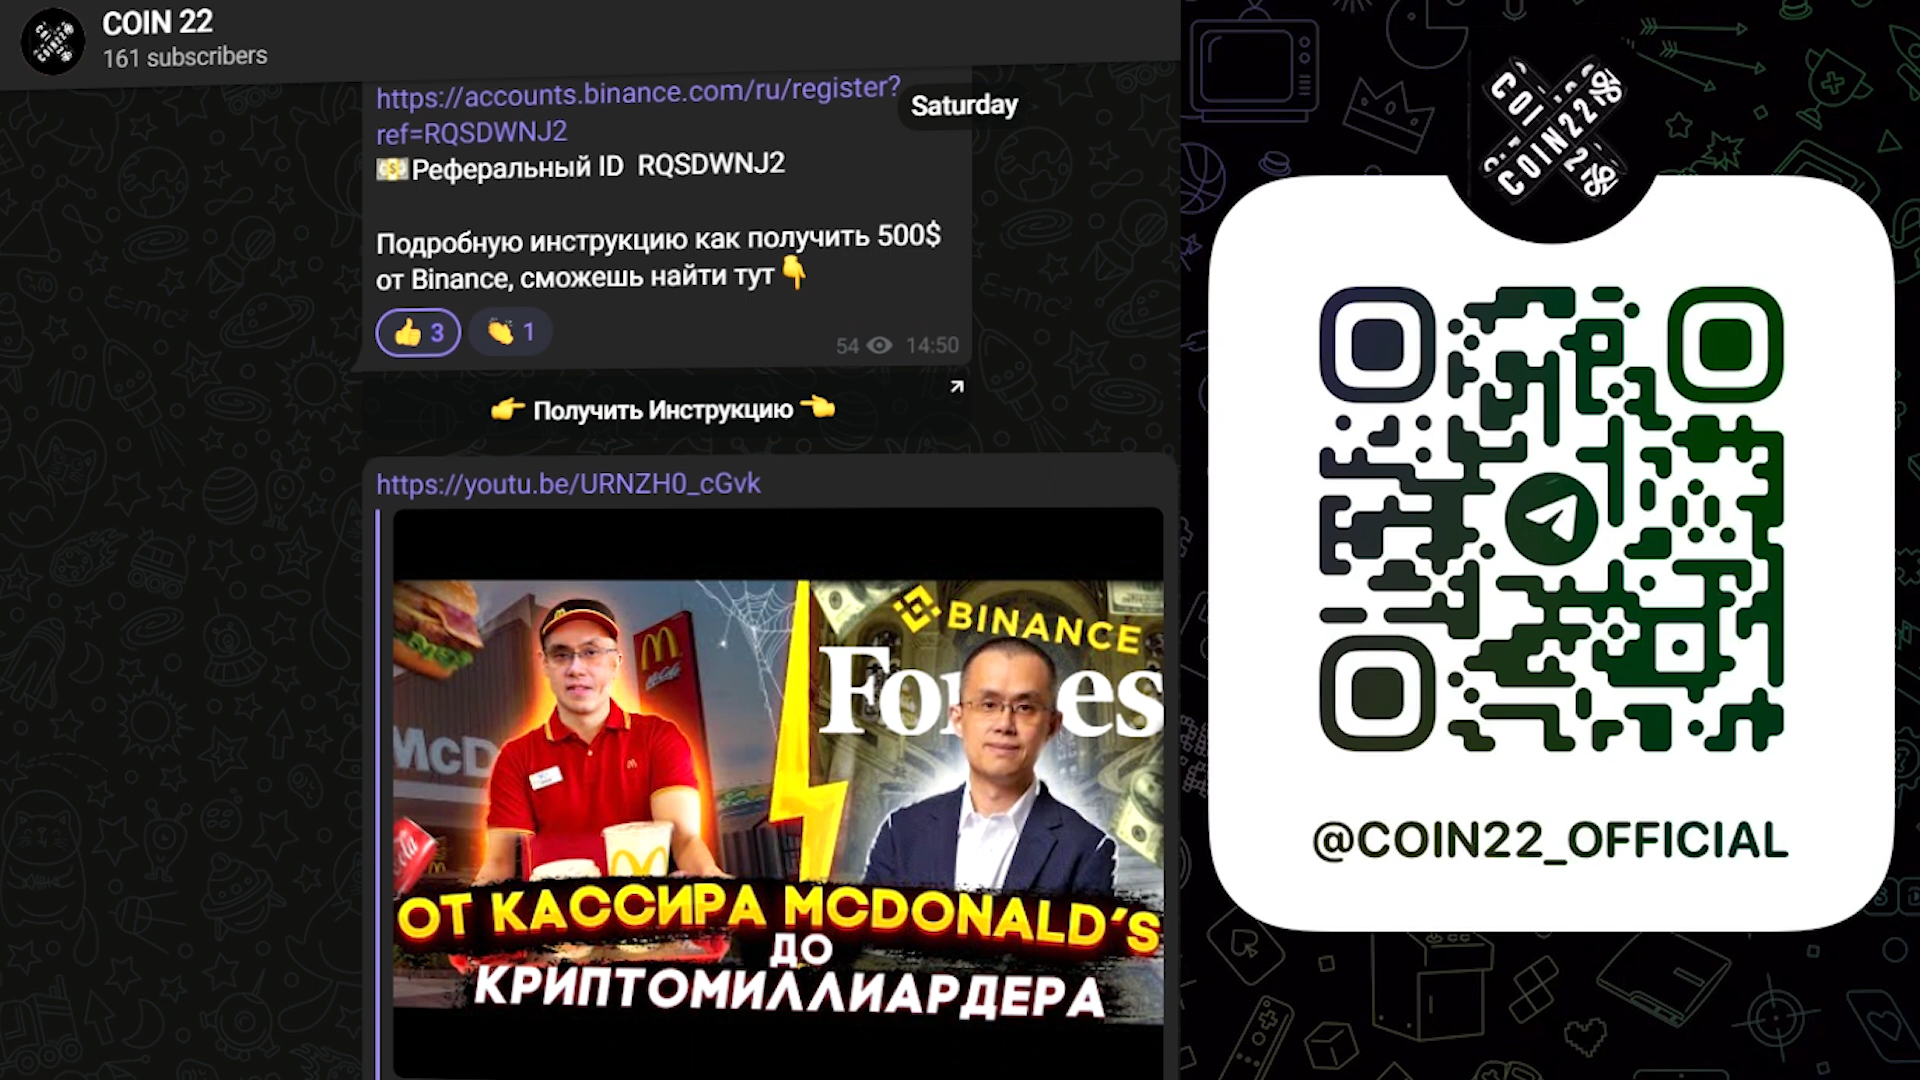 COIN 22
161 subscribers
https://accounts.binance.com/ru/register?
ref=RQSDWNJ2
Saturday
Реферальный ID RQSDWNJ2
Подробную инструкцию как получить 500$
от Binance, сможешь найти тут
3
1
54
14:50
Получить Инструкцию
https://youtu.be/URNZH0_cGvk
BINANCE
McD
ОТ КАССИРА MCDONALD'S
ДО
КРИПТОМИЛЛИАРДЕРА
COIN22
@COIN22_OFFICIAL